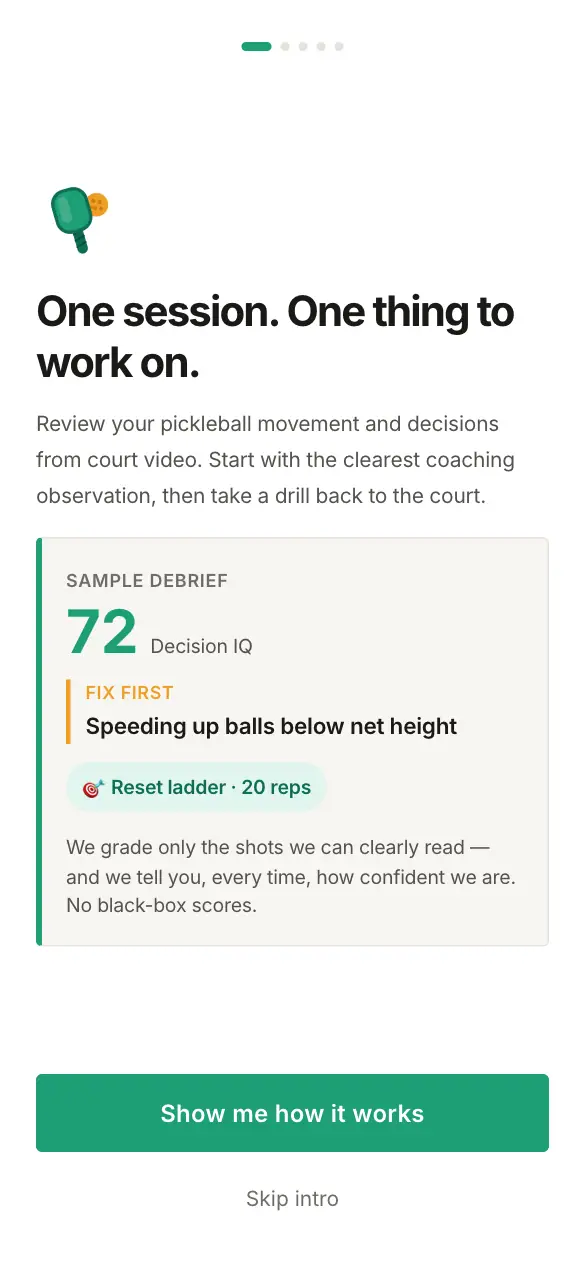 One session. One thing to
work on.
Review your pickleball movement and decisions
from court video. Start with the clearest coaching
observation, then take a drill back to the court.
SAMPLE DEBRIEF
72 Decision IQ
FIX FIRST
Speeding up balls below net height
🎯 Reset ladder · 20 reps
We grade only the shots we can clearly read —
and we tell you, every time, how confident we are.
No black-box scores.
Show me how it works
Skip intro